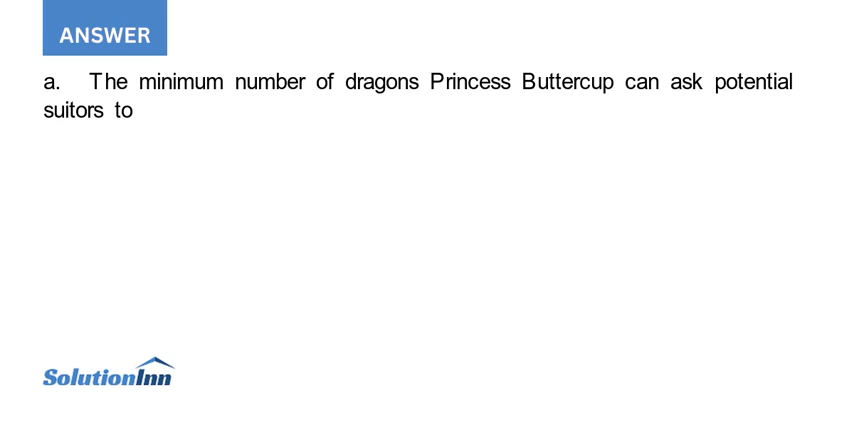 ANSWER
a. The minimum number of dragons Princess Buttercup can ask potential
suitors to
SolutionInn